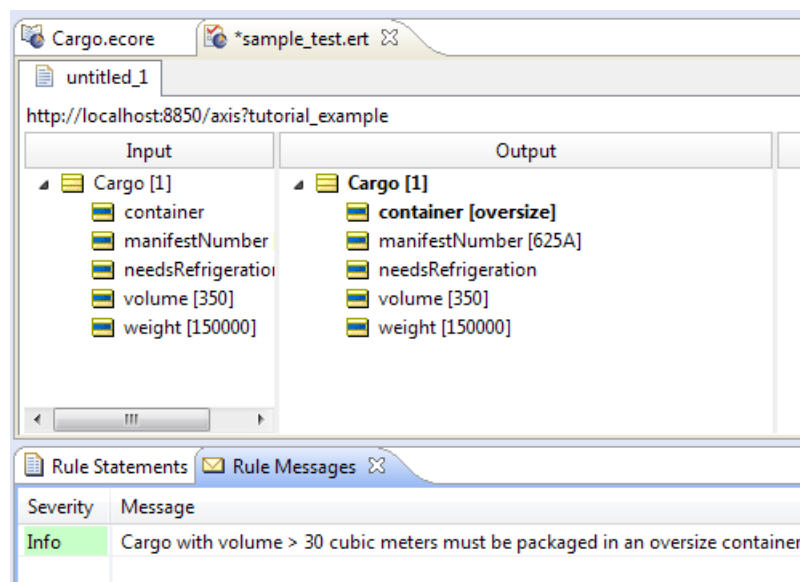 Cargo.ecore
*sample_test.ert
untitled_1
http://localhost:8850/axis?tutorial_example
Input
Output
Cargo [1]
container
manifestNumber
needsRefrigeration
volume [350]
weight [150000]
Cargo [1]
container [oversize]
manifestNumber [625A]
needsRefrigeration
volume [350]
weight [150000]
Rule Statements
Rule Messages
Severity
Message
Info
Cargo with volume > 30 cubic meters must be packaged in an oversize container